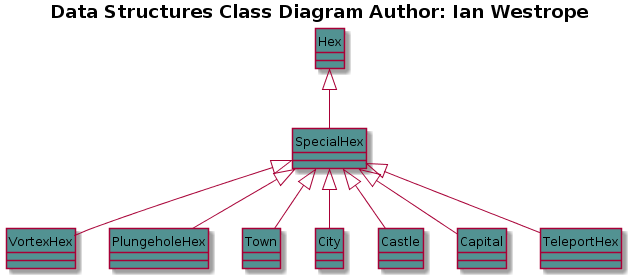 Data Structures Class Diagram Author: Ian Westrope
Hex
SpecialHex
VortexHex PlungeholeHex Town City Castle Capital TeleportHex